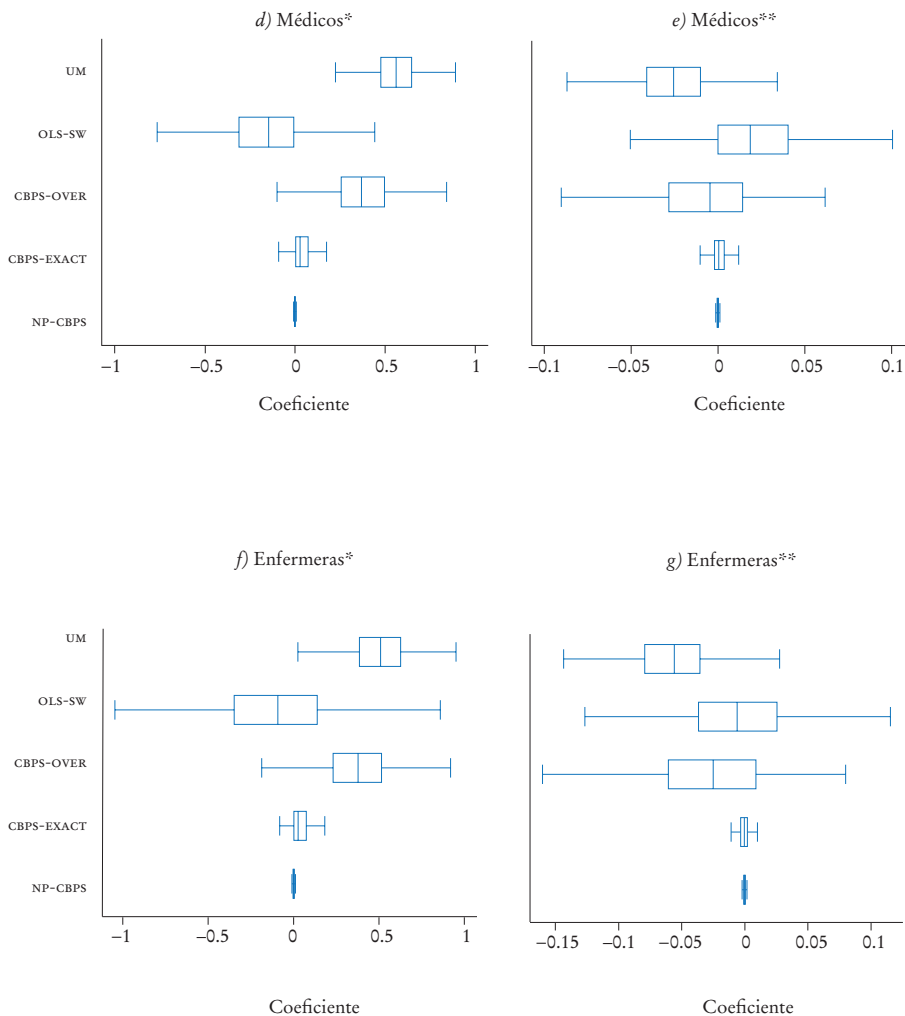 d) Médicos*
e) Médicos**
UM
OLS-SW
CBPS-OVER
CBPS-EXACT
NP-CBPS
−1 −0.5 0 0.5 1
−0.1 −0.05 0 0.05 0.1
Coeficiente
Coeficiente
f) Enfermeras*
g) Enfermeras**
UM
OLS-SW
CBPS-OVER
CBPS-EXACT
NP-CBPS
−1 −0.5 0 0.5 1
−0.15 −0.1 −0.05 0 0.05 0.1
Coeficiente
Coeficiente